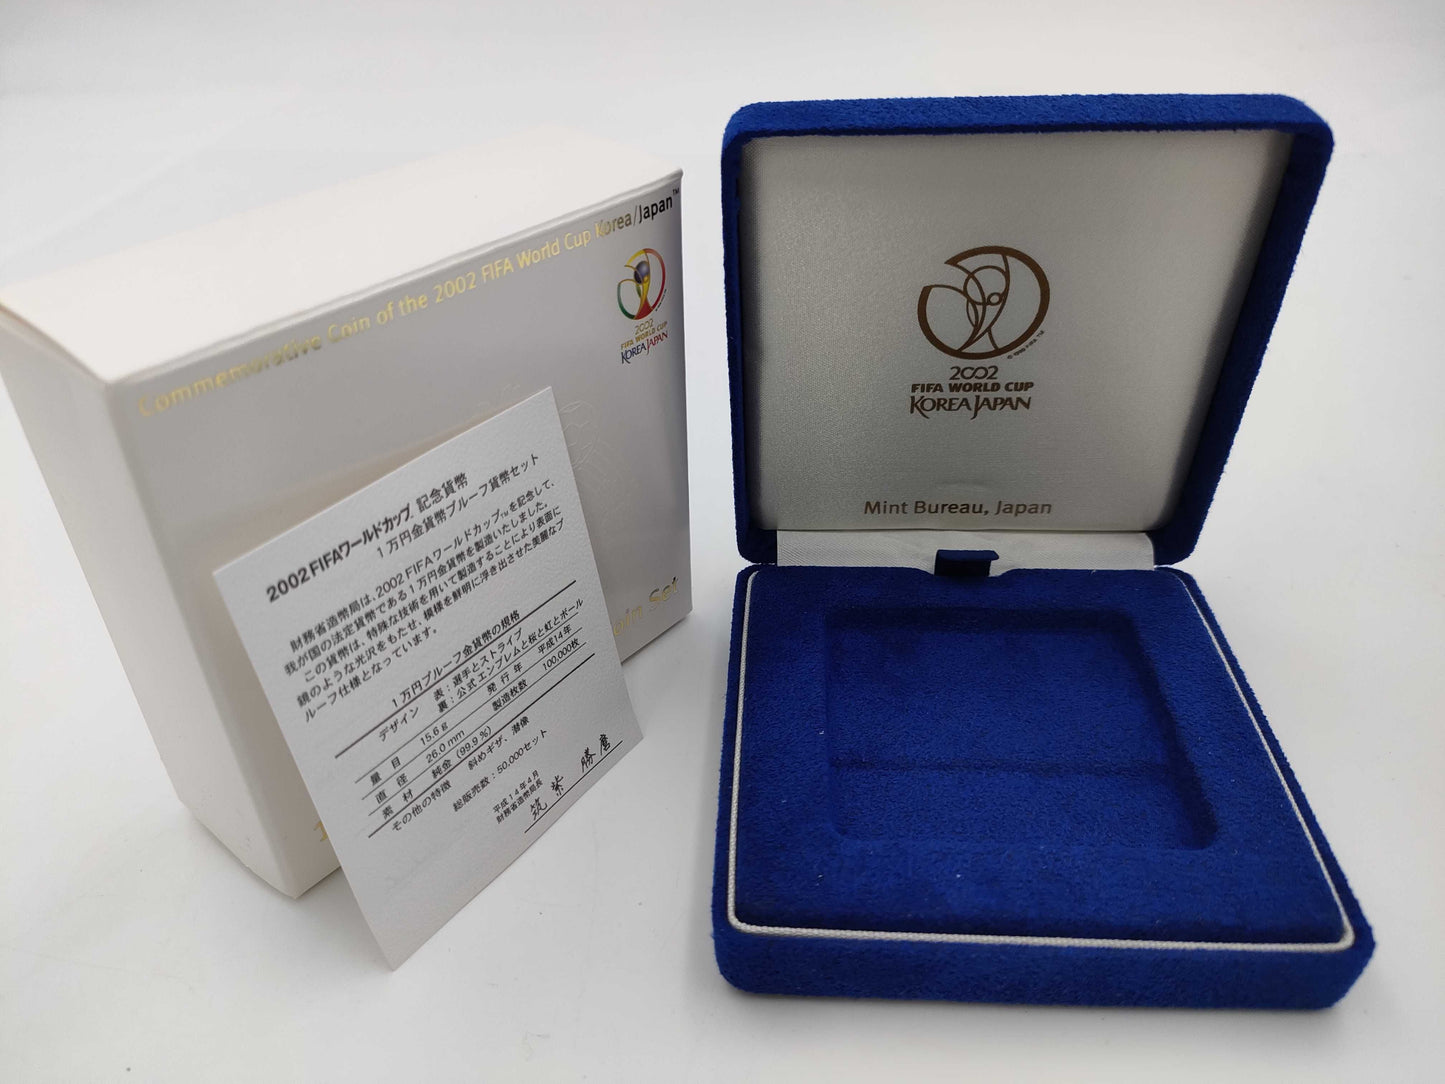 Commemorative Coin of the 2002 FIFA World Cup Korea/Japan™
2002
FIFA WORLD CUP
KOREA JAPAN
oin Set
2002 FIFAワールドカップ™記念貨幣
1万円金貨幣プルーフ貨幣セット
財務省造幣局は、2002 FIFA ワールドカップ™を記念して、
我が国の法定貨幣である1万円金貨幣を製造いたしました。
この貨幣は、特殊な技術を用いて製造することにより表面に
鏡のような光沢をもたせ、模様を鮮明に浮き出させた美麗なプ
ルーフ仕様となっています。
1万円プルーフ金貨幣の規格
デザイン 表:選手とストライプ
裏:公式エンブレムと桜と虹とボール
量目 15.6g 発行年 平成14年
直径 26.0mm 製造枚数 100,000枚
素材 純金(99.9%)
その他の特徴 斜めギザ、潜像
総販売数:50,000セット
平成14年4月
財務省造幣局長
筑紫 勝麿
© 1999 FIFA ™
2002
FIFA WORLD CUP
KOREA JAPAN
Mint Bureau, Japan